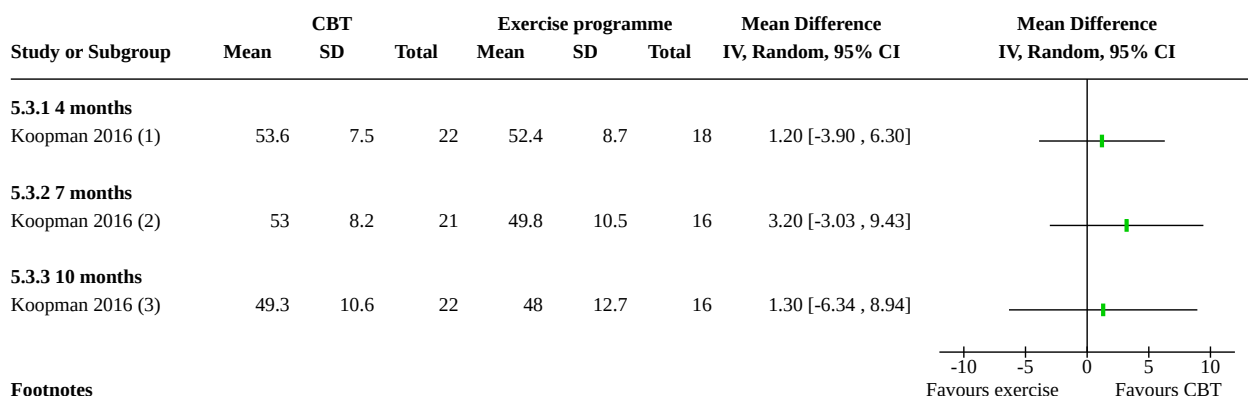 CBT Exercise programme Mean Difference Mean Difference
Study or Subgroup Mean SD Total Mean SD Total IV, Random, 95% CI IV, Random, 95% CI
5.3.1 4 months
Koopman 2016 (1) 53.6 7.5 22 52.4 8.7 18 1.20 [-3.90 , 6.30]
5.3.2 7 months
Koopman 2016 (2) 53 8.2 21 49.8 10.5 16 3.20 [-3.03 , 9.43]
5.3.3 10 months
Koopman 2016 (3) 49.3 10.6 22 48 12.7 16 1.30 [-6.34 , 8.94]
-10 -5 0 5 10
Footnotes Favours exercise Favours CBT